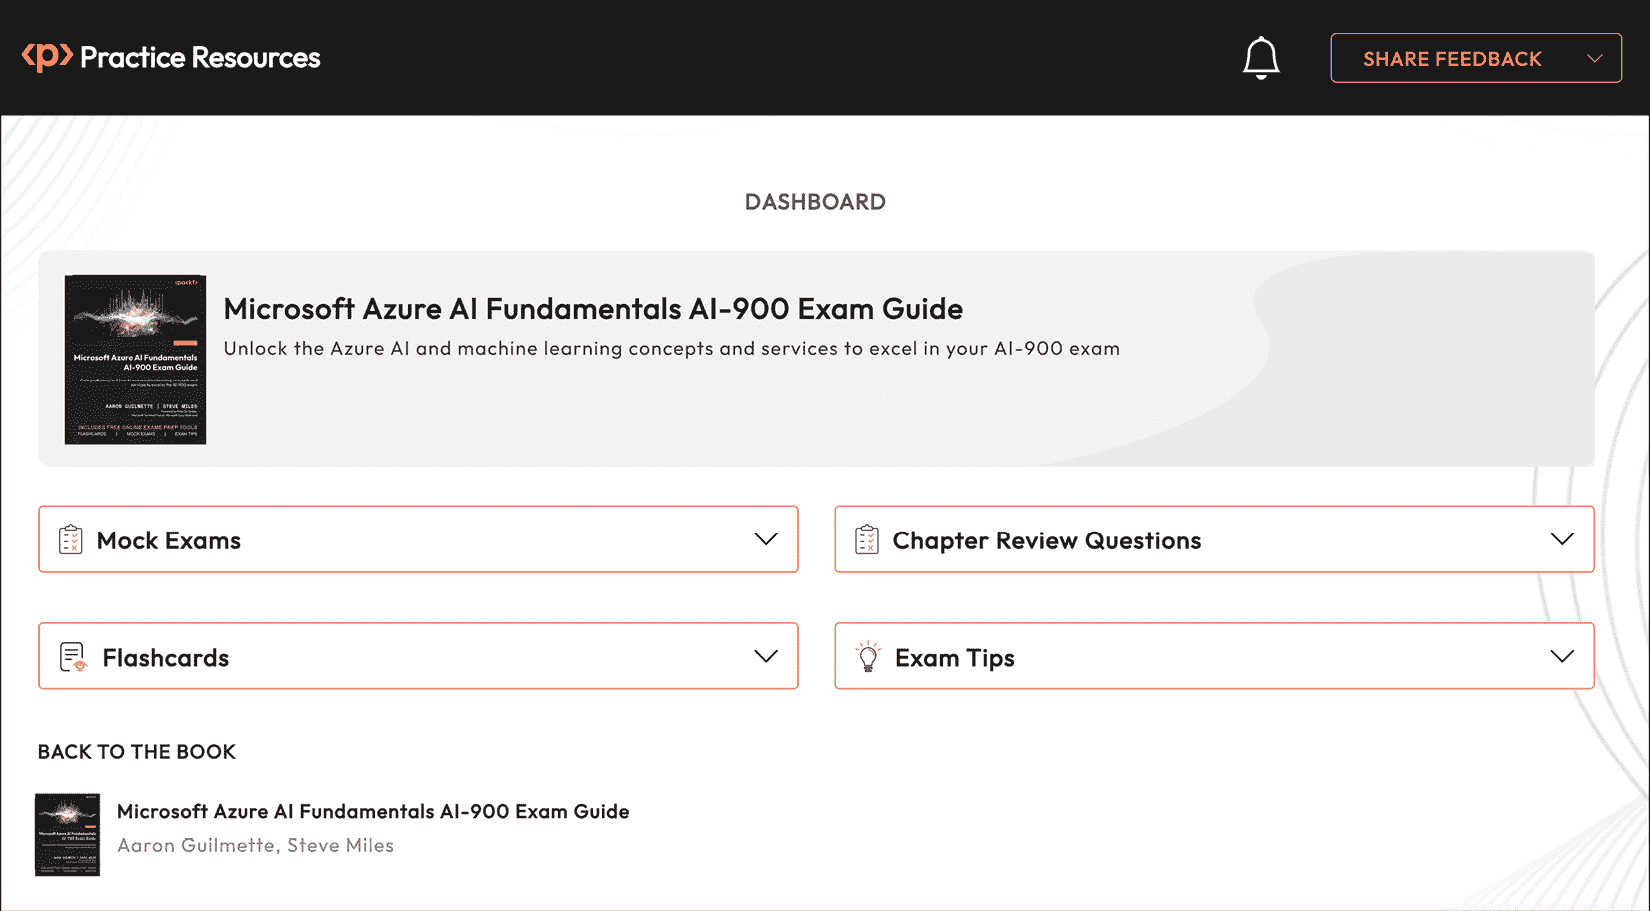 <p> Practice Resources
SHARE FEEDBACK
DASHBOARD
<packt>
Microsoft Azure AI Fundamentals
AI-900 Exam Guide
AARON GUILMETTE | STEVE MILES
INCLUDES FREE ONLINE EXAM PREP TOOLS
FLASHCARDS | MOCK EXAMS | EXAM TIPS
Microsoft Azure AI Fundamentals AI-900 Exam Guide
Unlock the Azure AI and machine learning concepts and services to excel in your AI-900 exam
Mock Exams
Chapter Review Questions
Flashcards
Exam Tips
BACK TO THE BOOK
Microsoft Azure AI Fundamentals
Microsoft Azure AI Fundamentals AI-900 Exam Guide
Aaron Guilmette, Steve Miles